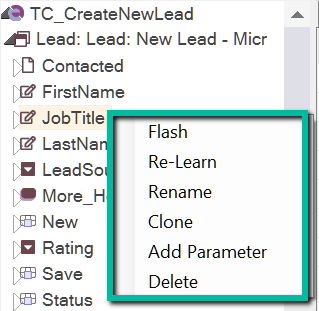 TC_CreateNewLead
Lead: Lead: New Lead - Micr
Contacted
FirstName
JobTitle
LastNam
LeadSou
More_He
New
Rating
Save
Status
Flash
Re-Learn
Rename
Clone
Add Parameter
Delete